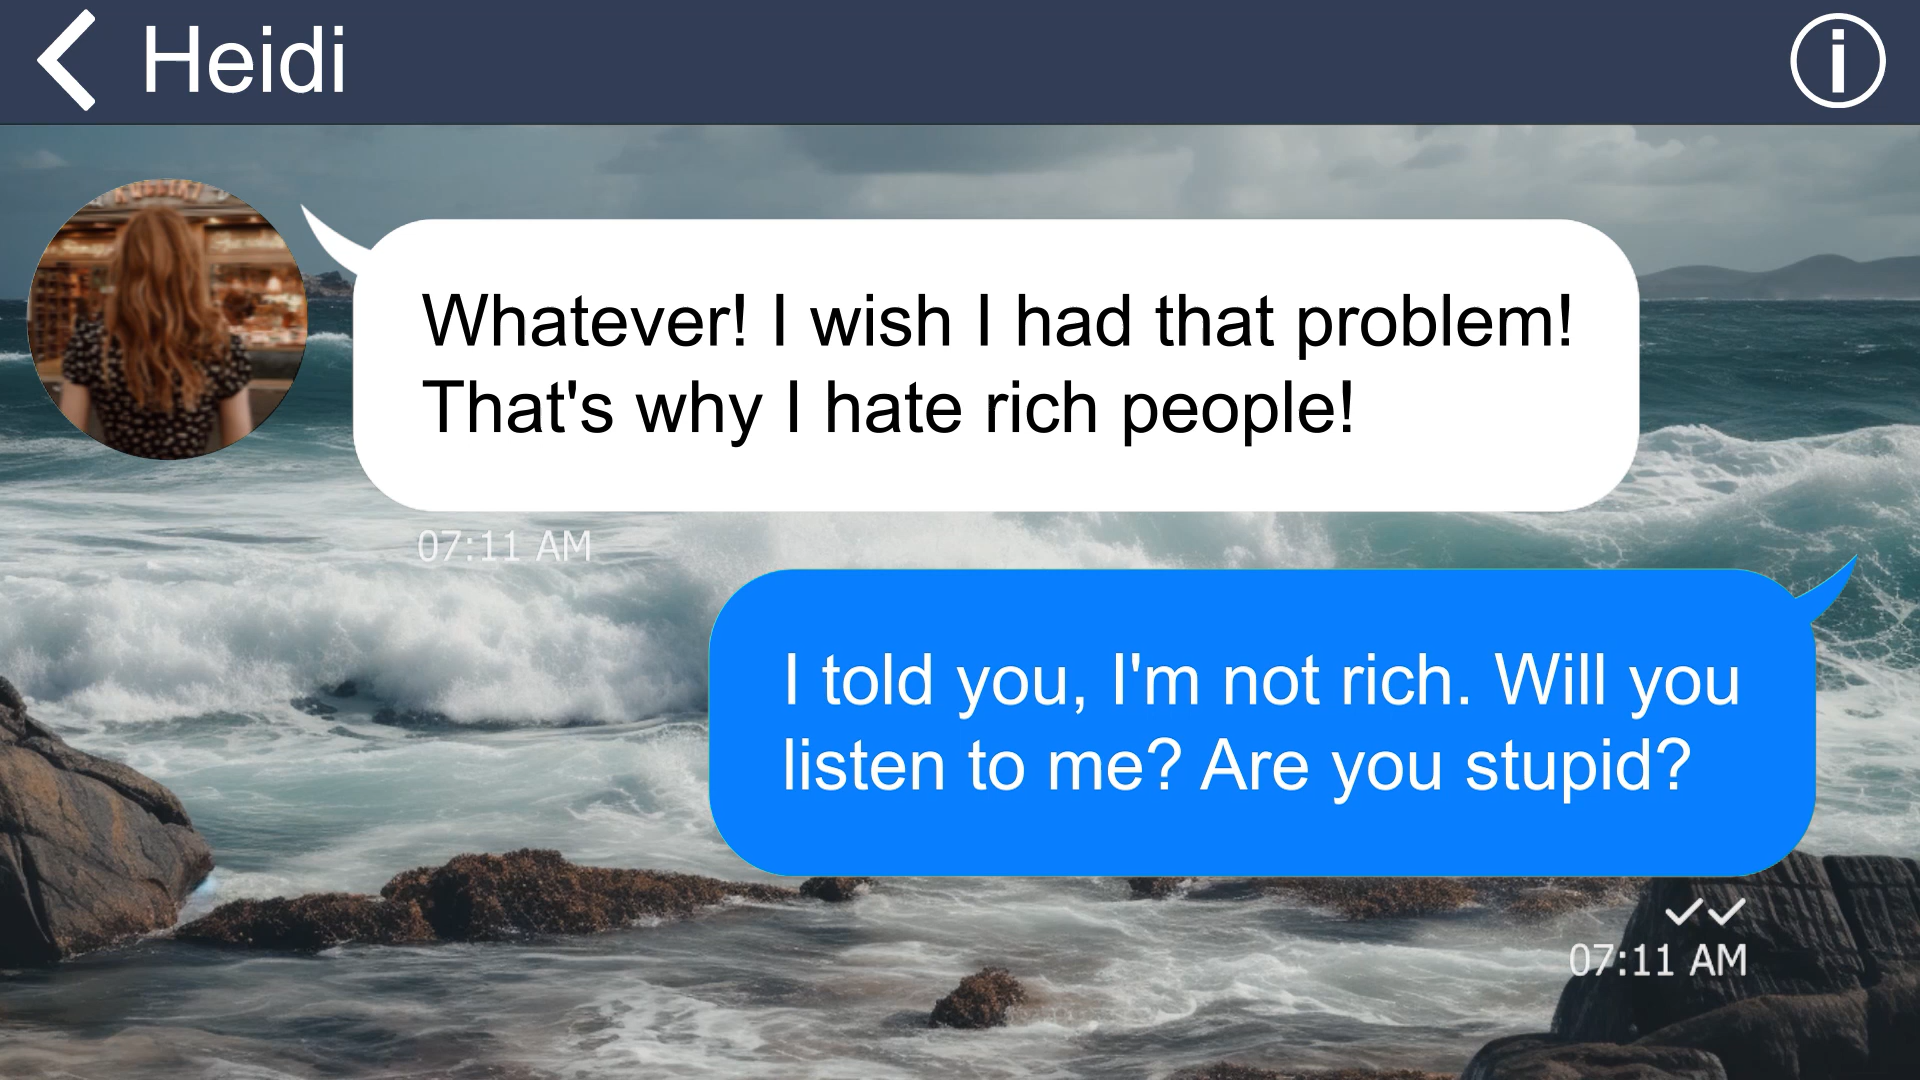 Heidi
Whatever! I wish I had that problem!
That's why I hate rich people!
07:11 AM
I told you, I'm not rich. Will you
listen to me? Are you stupid?
07:11 AM